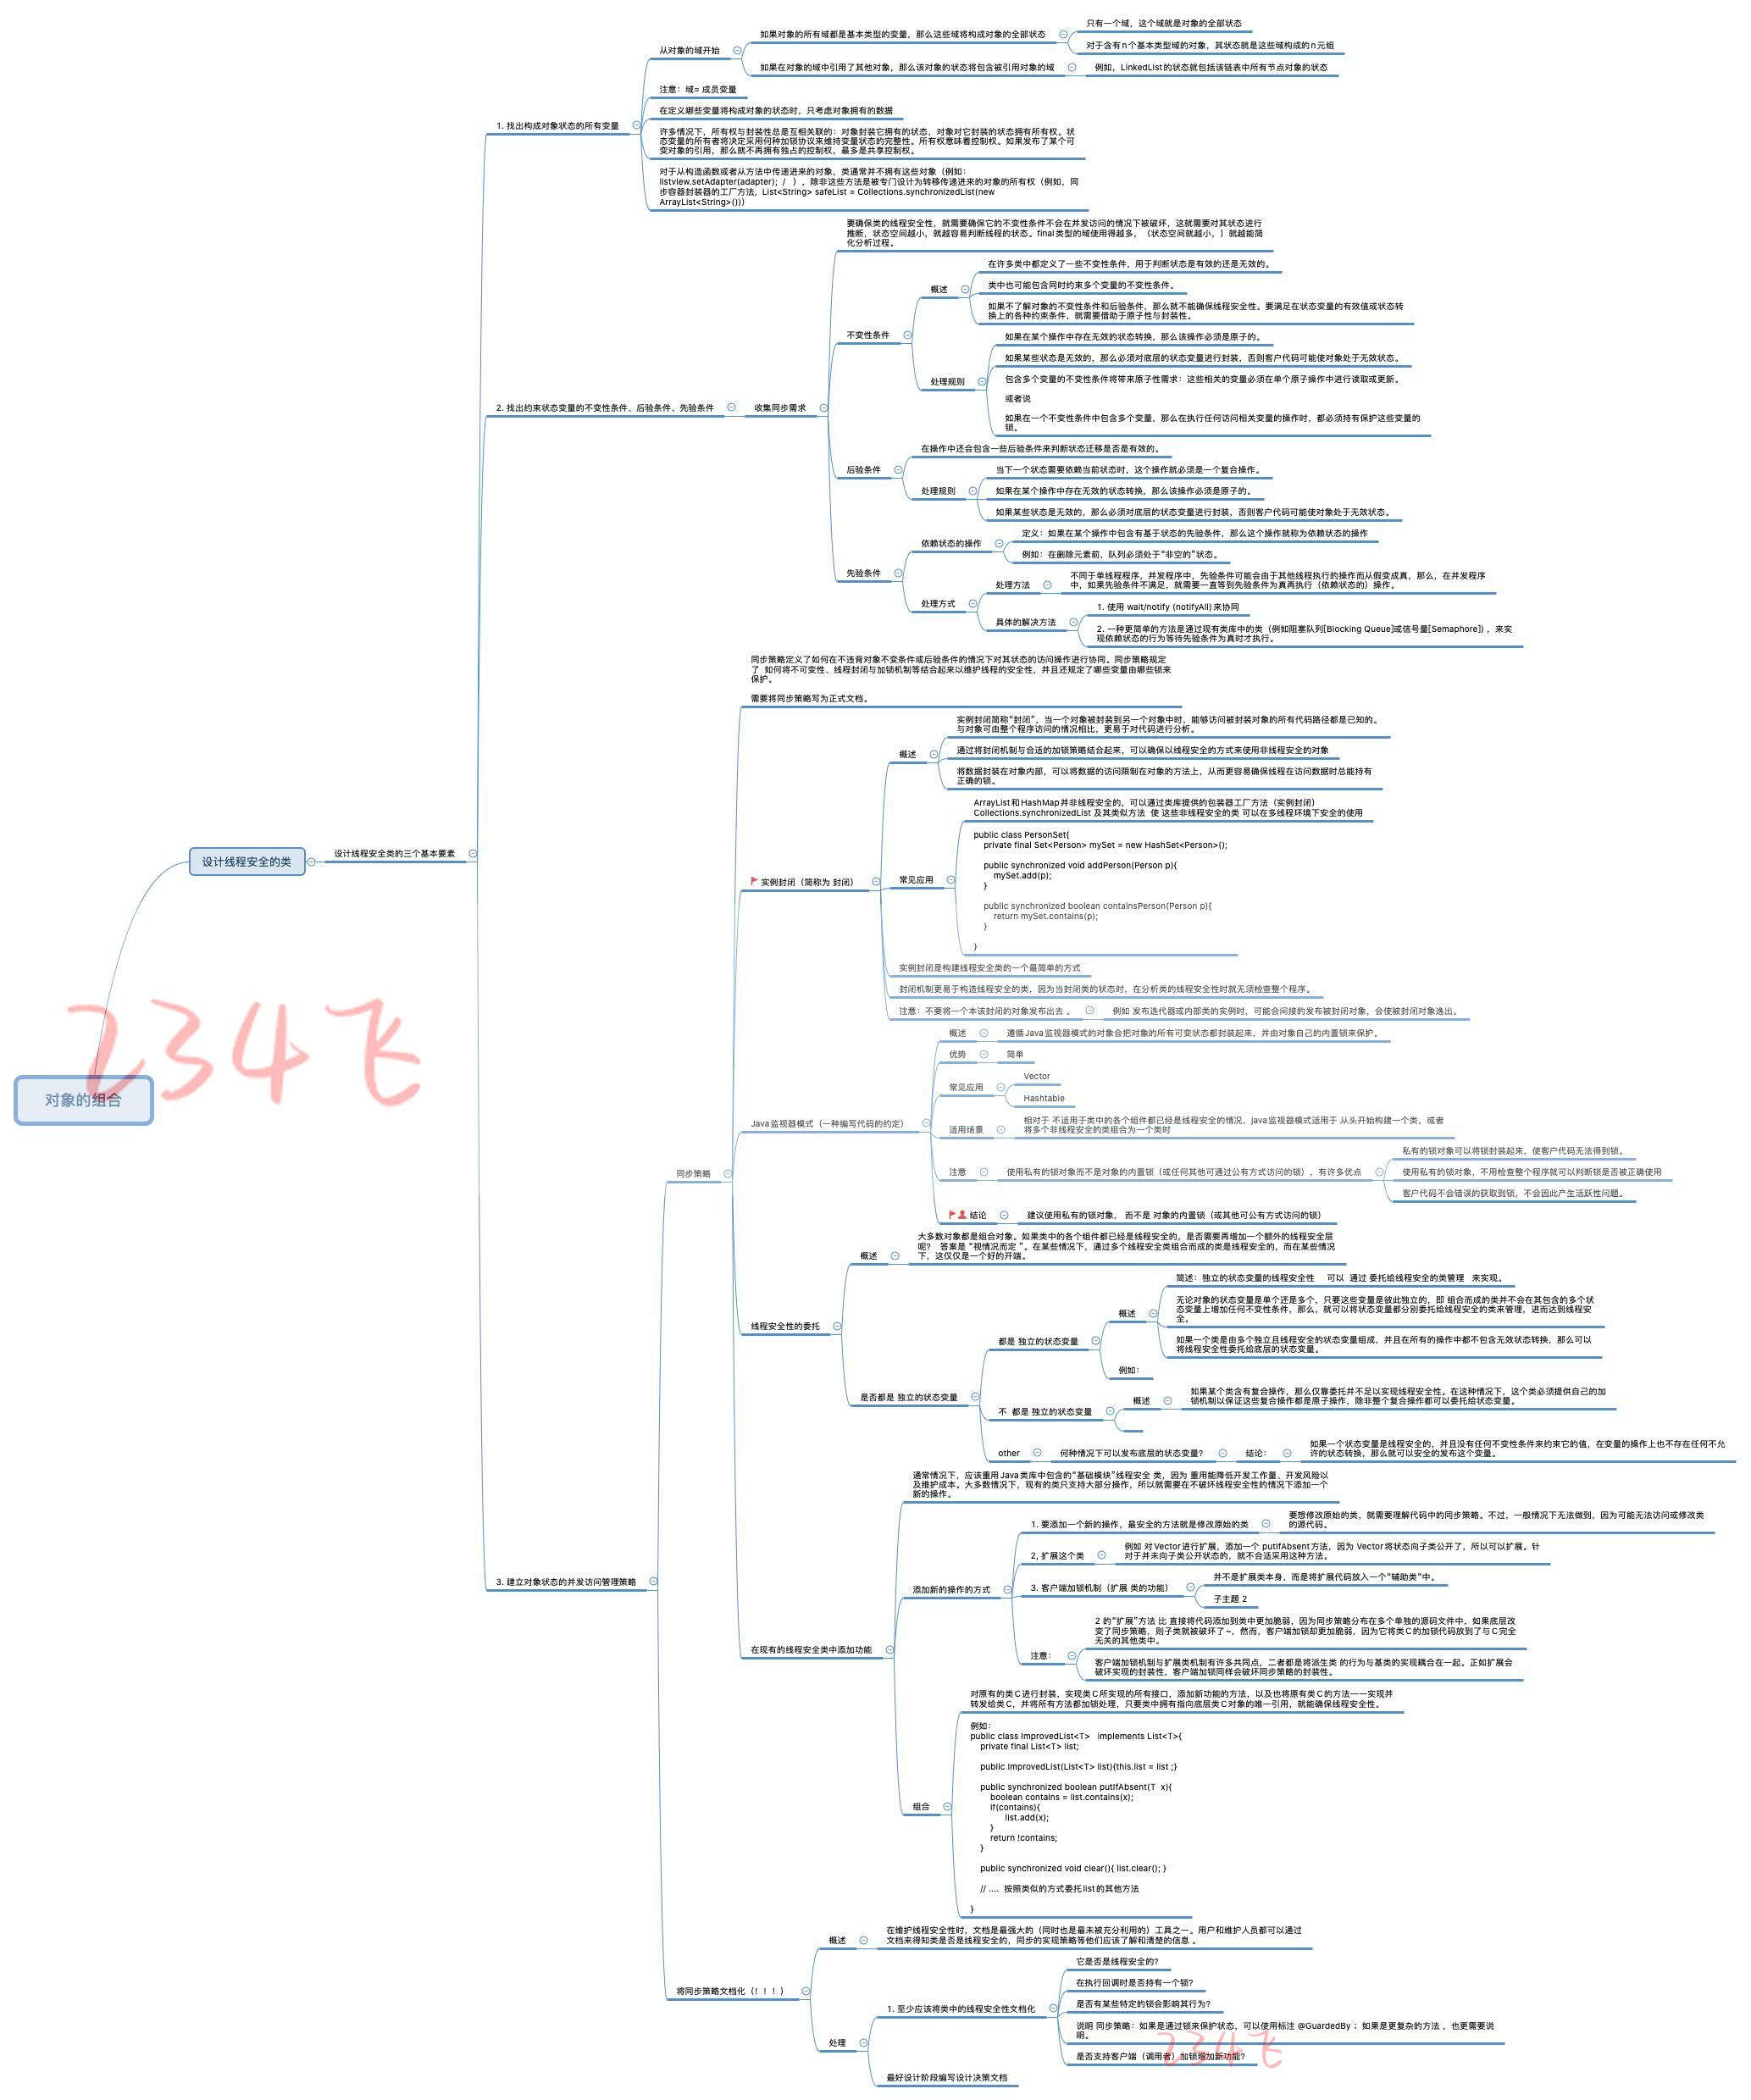 对象的组合
设计线程安全的类
设计线程安全类的三个基本要素
1. 找出构成对象状态的所有变量
从对象的域开始
如果对象的所有域都是基本类型的变量，那么这些域将构成对象的全部状态
只有一个域，这个域就是对象的全部状态
对于含有n个基本类型域的对象，其状态就是这些域构成的n元组
如果在对象的域中引用了其他对象，那么该对象的状态将包含被引用对象的域
例如，LinkedList的状态就包括该链表中所有节点对象的状态
注意：域= 成员变量
在定义哪些变量将构成对象的状态时，只考虑对象拥有的数据
许多情况下，所有权与封装性总是互相关联的：对象封装它拥有的状态，对象对它封装的状态拥有所有权。状
态变量的所有者将决定采用何种加锁协议来维持变量状态的完整性。所有权意味着控制权。如果发布了某个可
变对象的引用，那么就不再拥有独占的控制权，最多是共享控制权。
对于从构造函数或者从方法中传递进来的对象，类通常并不拥有这些对象（例如：
listview.setAdapter(adapter);  /  ），除非这些方法是被专门设计为转移传递进来的对象的所有权（例如，同
步容器封装器的工厂方法，List<String> safeList = Collections.synchronizedList(new
ArrayList<String>()))
2. 找出约束状态变量的不变性条件、后验条件、先验条件
收集同步需求
要确保类的线程安全性，就需要确保它的不变性条件不会在并发访问的情况下被破坏，这就需要对其状态进行
推断，状态空间越小，就越容易判断线程的状态。final类型的域使用得越多，（状态空间就越小，）就越能简
化分析过程。
不变性条件
概述
在许多类中都定义了一些不变性条件，用于判断状态是有效的还是无效的。
类中也可能包含同时约束多个变量的不变性条件。
如果不了解对象的不变性条件和后验条件，那么就不能确保线程安全性。要满足在状态变量的有效值或状态转
换上的各种约束条件，就需要借助于原子性与封装性。
处理规则
如果在某个操作中存在无效的状态转换，那么该操作必须是原子的。
如果某些状态是无效的，那么必须对底层的状态变量进行封装，否则客户代码可能使对象处于无效状态。
包含多个变量的不变性条件将带来原子性需求：这些相关的变量必须在单个原子操作中进行读取或更新。
或者说
如果在一个不变性条件中包含多个变量，那么在执行任何访问相关变量的操作时，都必须持有保护这些变量的
锁。
后验条件
在操作中还会包含一些后验条件来判断状态迁移是否是有效的。
处理规则
当下一个状态需要依赖当前状态时，这个操作就必须是一个复合操作。
如果在某个操作中存在无效的状态转换，那么该操作必须是原子的。
如果某些状态是无效的，那么必须对底层的状态变量进行封装，否则客户代码可能使对象处于无效状态。
先验条件
依赖状态的操作
定义：如果在某个操作中包含有基于状态的先验条件，那么这个操作就称为依赖状态的操作
例如：在删除元素前，队列必须处于“非空的”状态。
处理方式
处理方法
不同于单线程程序，并发程序中，先验条件可能会由于其他线程执行的操作而从假变成真，那么，在并发程序
中，如果先验条件不满足，就需要一直等到先验条件为真再执行（依赖状态的）操作。
具体的解决方法
1. 使用 wait/notify (notifyAll) 来协同
2. 一种更简单的方法是通过现有类库中的类（例如阻塞队列[Blocking Queue]或信号量[Semaphore]），来实
现依赖状态的行为等待先验条件为真时才执行。
3. 建立对象状态的并发访问管理策略
同步策略
同步策略定义了如何在不违背对象不变条件或后验条件的情况下对其状态的访问操作进行协同。同步策略规定
了 如何将不可变性、线程封闭与加锁机制等结合起来以维护线程的安全性，并且还规定了哪些变量由哪些锁来
保护。
需要将同步策略写为正式文档。
实例封闭（简称为 封闭）
概述
实例封闭简称“封闭”，当一个对象被封装到另一个对象中时，能够访问被封装对象的所有代码路径都是已知的。
与对象可由整个程序访问的情况相比，更易于对代码进行分析。
通过将封闭机制与合适的加锁策略结合起来，可以确保以线程安全的方式来使用非线程安全的对象
将数据封装在对象内部，可以将数据的访问限制在对象的方法上，从而更容易确保线程在访问数据时总能持有
正确的锁。
常见应用
ArrayList和HashMap并非线程安全的，可以通过类库提供的包装器工厂方法（实例封闭）
Collections.synchronizedList 及其类似方法  使 这些非线程安全的类 可以在多线程环境下安全的使用
public class PersonSet{
private final Set<Person> mySet = new HashSet<Person>();
public synchronized void addPerson(Person p){
mySet.add(p);
}
public synchronized boolean containsPerson(Person p){
return mySet.contains(p);
}
}
实例封闭是构建线程安全类的一个最简单的方式
封闭机制更易于构造线程安全的类，因为当封闭类的状态时，在分析类的线程安全性时就无须检查整个程序。
注意：不要将一个本该封闭的对象发布出去 。
例如 发布迭代器或内部类的实例时，可能会间接的发布被封闭对象，会使被封闭对象逸出。
Java监视器模式（一种编写代码的约定）
概述
遵循Java监视器模式的对象会把对象的所有可变状态都封装起来，并由对象自己的内置锁来保护。
优势
简单
常见应用
Vector
Hashtable
适用场景
相对于 不适用于类中的各个组件都已经是线程安全的情况，java监视器模式适用于 从头开始构建一个类，或者
将多个非线程安全的类组合为一个类时
注意
使用私有的锁对象而不是对象的内置锁（或任何其他可通过公有方式访问的锁），有许多优点
私有的锁对象可以将锁封装起来，使客户代码无法得到锁。
使用私有的锁对象，不用检查整个程序就可以判断锁是否被正确使用
客户代码不会错误的获取到锁，不会因此产生活跃性问题。
结论
建议使用私有的锁对象， 而不是 对象的内置锁（或其他可公有方式访问的锁）
线程安全性的委托
概述
大多数对象都是组合对象。如果类中的各个组件都已经是线程安全的，是否需要再增加一个额外的线程安全层
呢？  答案是 “视情况而定 ”。在某些情况下，通过多个线程安全类组合而成的类是线程安全的，而在某些情况
下，这仅仅是一个好的开端。
是否都是 独立的状态变量
都是 独立的状态变量
概述
简述：独立的状态变量的线程安全性    可以  通过 委托给线程安全的类管理   来实现。
无论对象的状态变量是单个还是多个，只要这些变量是彼此独立的，即 组合而成的类并不会在其包含的多个状
态变量上增加任何不变性条件，那么，就可以将状态变量都分别委托给线程安全的类来管理，进而达到线程安
全。
如果一个类是由多个独立且线程安全的状态变量组成，并且在所有的操作中都不包含无效状态转换，那么可以
将线程安全性委托给底层的状态变量。
例如：
不  都是 独立的状态变量
概述
如果某个类含有复合操作，那么仅靠委托并不足以实现线程安全性。在这种情况下，这个类必须提供自己的加
锁机制以保证这些复合操作都是原子操作，除非整个复合操作都可以委托给状态变量。
other
何种情况下可以发布底层的状态变量？
结论：
如果一个状态变量是线程安全的，并且没有任何不变性条件来约束它的值，在变量的操作上也不存在任何不允
许的状态转换，那么就可以安全的发布这个变量。
在现有的线程安全类中添加功能
通常情况下，应该重用Java类库中包含的“基础模块”线程安全 类，因为 重用能降低开发工作量、开发风险以
及维护成本。大多数情况下，现有的类只支持大部分操作，所以就需要在不破坏线程安全性的情况下添加一个
新的操作。
添加新的操作的方式
1. 要添加一个新的操作，最安全的方法就是修改原始的类
要想修改原始的类，就需要理解代码中的同步策略。不过，一般情况下无法做到，因为可能无法访问或修改类
的源代码。
2, 扩展这个类
例如 对Vector进行扩展，添加一个 putIfAbsent方法，因为 Vector将状态向子类公开了，所以可以扩展。针
对于并未向子类公开状态的，就不合适采用这种方法。
3. 客户端加锁机制（扩展 类的功能）
并不是扩展类本身，而是将扩展代码放入一个“辅助类”中。
子主题 2
注意：
2 的“扩展”方法 比 直接将代码添加到类中更加脆弱，因为同步策略分布在多个单独的源码文件中，如果底层改
变了同步策略，则子类就被破坏了~，然而，客户端加锁却更加脆弱，因为它将类C的加锁代码放到了与C完全
无关的其他类中。
客户端加锁机制与扩展类机制有许多共同点，二者都是将派生类 的行为与基类的实现耦合在一起。正如扩展会
破坏实现的封装性，客户端加锁同样会破坏同步策略的封装性。
组合
对原有的类C进行封装，实现类C所实现的所有接口，添加新功能的方法，以及也将原有类C的方法一一实现并
转发给类C，并将所有方法都加锁处理，只要类中拥有指向底层类C对象的唯一引用，就能确保线程安全性。
例如：
public class ImprovedList<T>   implements List<T>{
private final List<T> list;
public ImprovedList(List<T> list){this.list = list ;}
public synchronized boolean putIfAbsent(T  x){
boolean contains = list.contains(x);
if(contains){
list.add(x);
}
return !contains;
}
public synchronized void clear(){ list.clear(); }
// ....  按照类似的方式委托list的其他方法
}
将同步策略文档化（！！！）
概述
在维护线程安全性时，文档是最强大的（同时也是最未被充分利用的）工具之一。用户和维护人员都可以通过
文档来得知类是否是线程安全的，同步的实现策略等他们应该了解和清楚的信息 。
处理
1. 至少应该将类中的线程安全性文档化
它是否是线程安全的?
在执行回调时是否持有一个锁?
是否有某些特定的锁会影响其行为?
说明 同步策略：如果是通过锁来保护状态，可以使用标注 @GuardedBy ；如果是更复杂的方法 ，也更需要说
明。
是否支持客户端（调用者）加锁增加新功能?
最好设计阶段编写设计决策文档
234飞
234飞